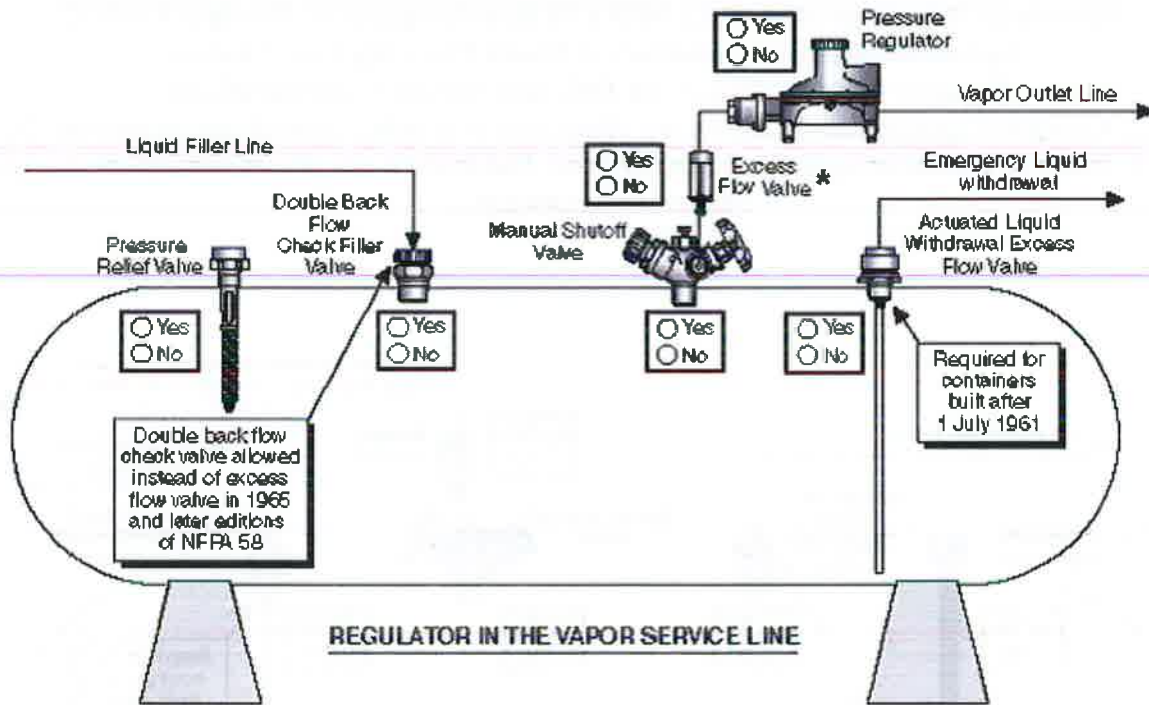 Yes
No
Pressure
Regulator
Vapor Outlet Line
Liquid Filler Line
Yes
No
Excess
Flow Valve *
Emergency Liquid
withdrawal
Double Back
Flow
Check Filler
Valve
Pressure
Relief Valve
Manual Shutoff
Valve
Actuated Liquid
Withdrawal Excess
Flow Valve
Yes
No
Yes
No
Yes
No
Yes
No
Required for
containers
built after
1 July 1961
Double back flow
check valve allowed
instead of excess
flow valve in 1965
and later editions
of NFPA 58
REGULATOR IN THE VAPOR SERVICE LINE